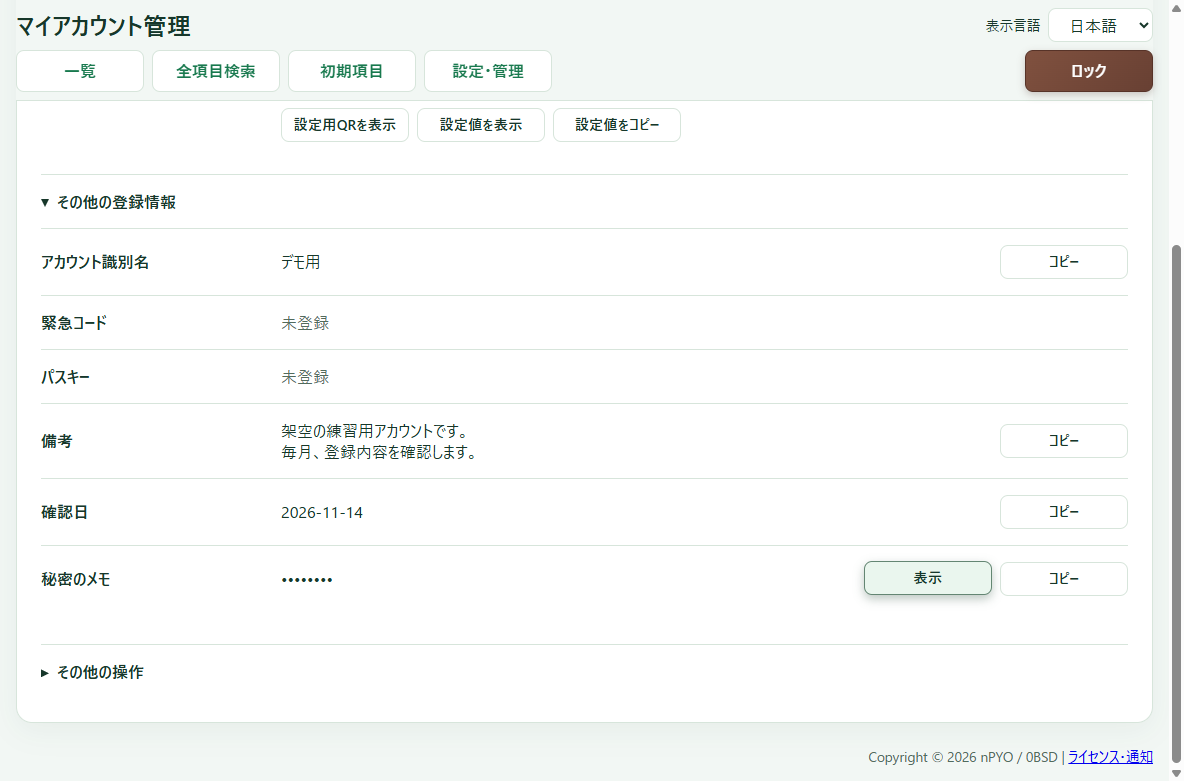 マイアカウント管理
表示言語 日本語
一覧 全項目検索 初期項目 設定・管理 ロック
設定用QRを表示 設定値を表示 設定値をコピー
▼ その他の登録情報
アカウント識別名 デモ用 コピー
緊急コード 未登録
パスキー 未登録
備考 架空の練習用アカウントです。
毎月、登録内容を確認します。 コピー
確認日 2026-11-14 コピー
秘密のメモ •••••••• 表示 コピー
▶ その他の操作
Copyright © 2026 nPYO / 0BSD | ライセンス・通知